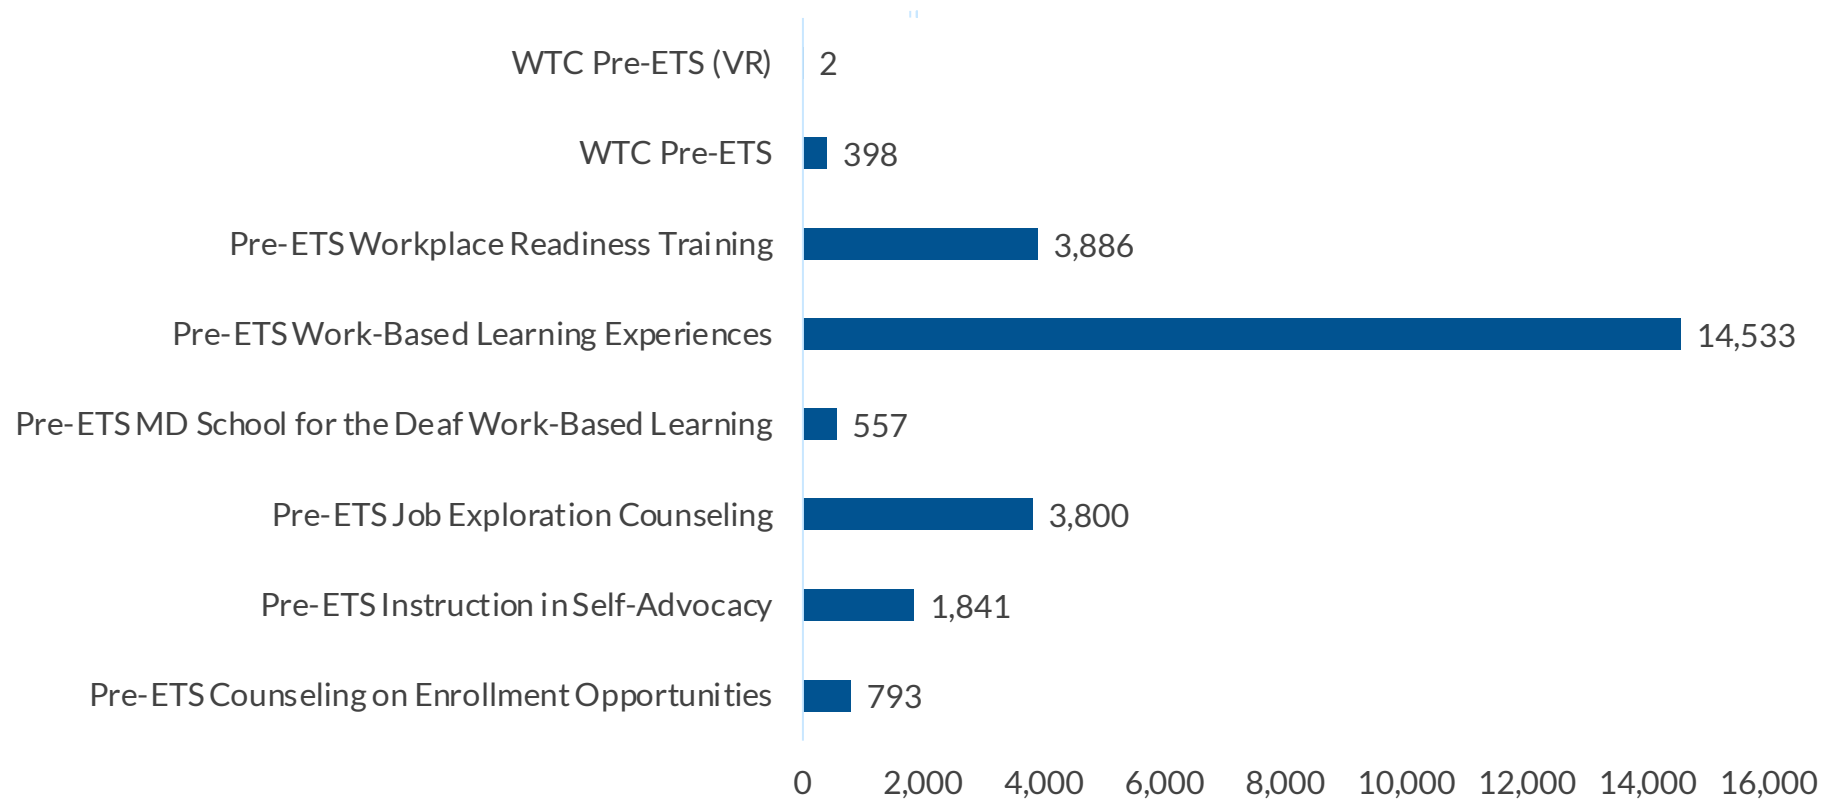 WTC Pre-ETS (VR) 2
WTC Pre-ETS 398
Pre-ETS Workplace Readiness Training 3,886
Pre-ETS Work-Based Learning Experiences 14,533
Pre-ETS MD School for the Deaf Work-Based Learning 557
Pre-ETS Job Exploration Counseling 3,800
Pre-ETS Instruction in Self-Advocacy 1,841
Pre-ETS Counseling on Enrollment Opportunities 793
0 2,000 4,000 6,000 8,000 10,000 12,000 14,000 16,000